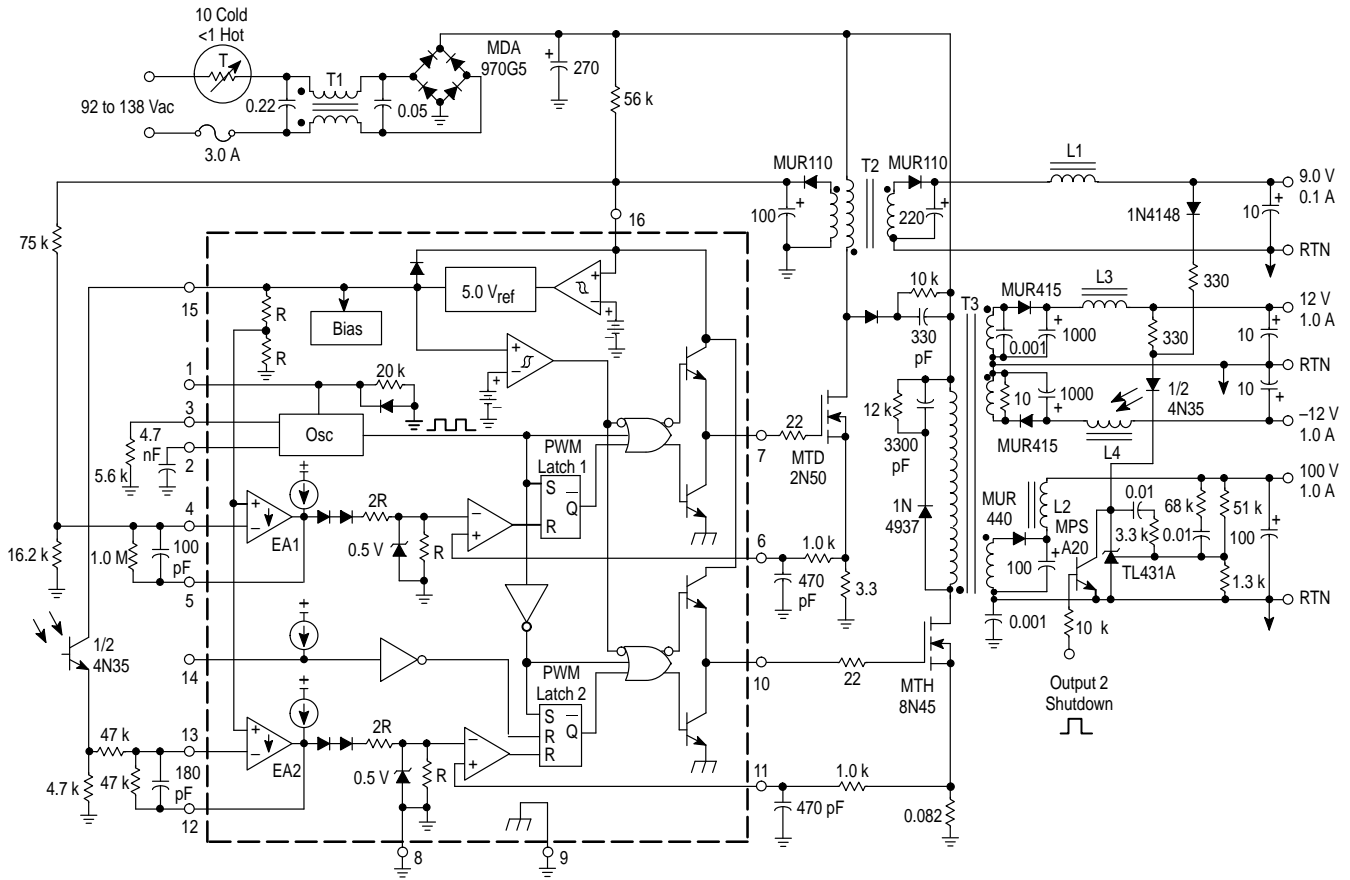 10 Cold
<1 Hot
T
T1
MDA
970G5
+
270
56 k
92 to 138 Vac
0.22
0.05
3.0 A
MUR110
T2
MUR110
L1
9.0 V
0.1 A
100
+
220
+
1N4148
10
+
RTN
16
75 k
15
R
R
Bias
5.0 Vref
+
–
+
–
10 k
330
pF
T3
MUR415
L3
330
12 V
1.0 A
0.001
+
1000
330
10
+
RTN
1
20 k
+
–
+
–
3
4.7
nF
2
5.6 k
Osc
PWM
Latch 1
S
Q
R
7
22
MTD
2N50
12 k
3300
pF
10
1000
+
MUR415
L4
1/2
4N35
10
+
–12 V
1.0 A
4
+
–
EA1
+
2R
0.5 V
R
–
+
6
1.0 k
470
pF
3.3
1N
4937
MUR
440
L2
MPS
A20
0.01
3.3 k
68 k
0.01
51 k
100
+
100 V
1.0 A
16.2 k
1.0 M
100
pF
5
100
+
TL431A
1.3 k
RTN
0.001
10 k
Output 2
Shutdown
1/2
4N35
14
+
PWM
Latch 2
S
R
R
Q
10
22
MTH
8N45
47 k
13
+
–
EA2
+
2R
0.5 V
R
–
+
4.7 k
47 k
180
pF
12
11
1.0 k
470 pF
0.082
8
9